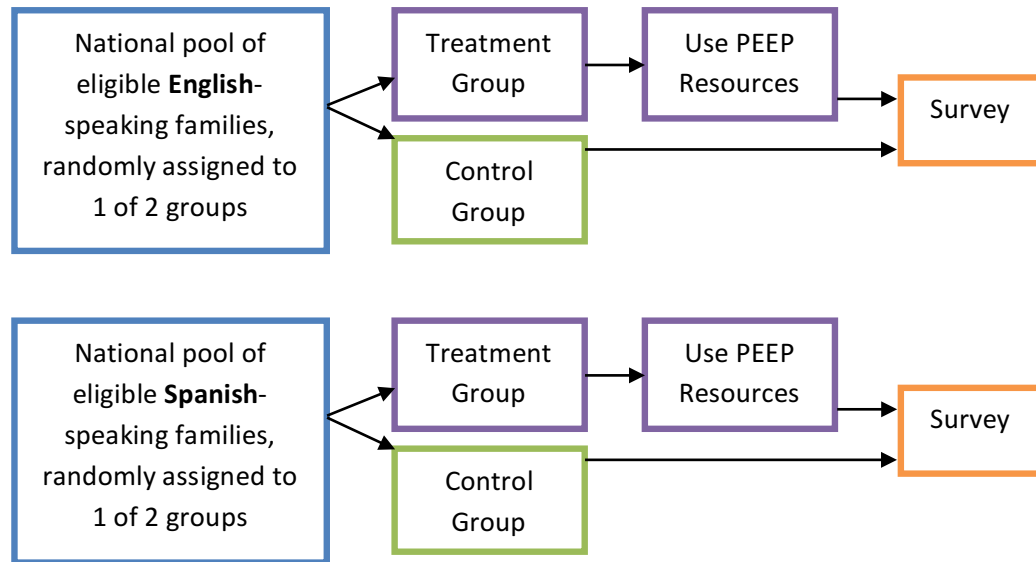 National pool of
eligible English-
speaking families,
randomly assigned to
1 of 2 groups
Treatment
Group
Use PEEP
Resources
Survey
Control
Group
National pool of
eligible Spanish-
speaking families,
randomly assigned to
1 of 2 groups
Treatment
Group
Use PEEP
Resources
Survey
Control
Group